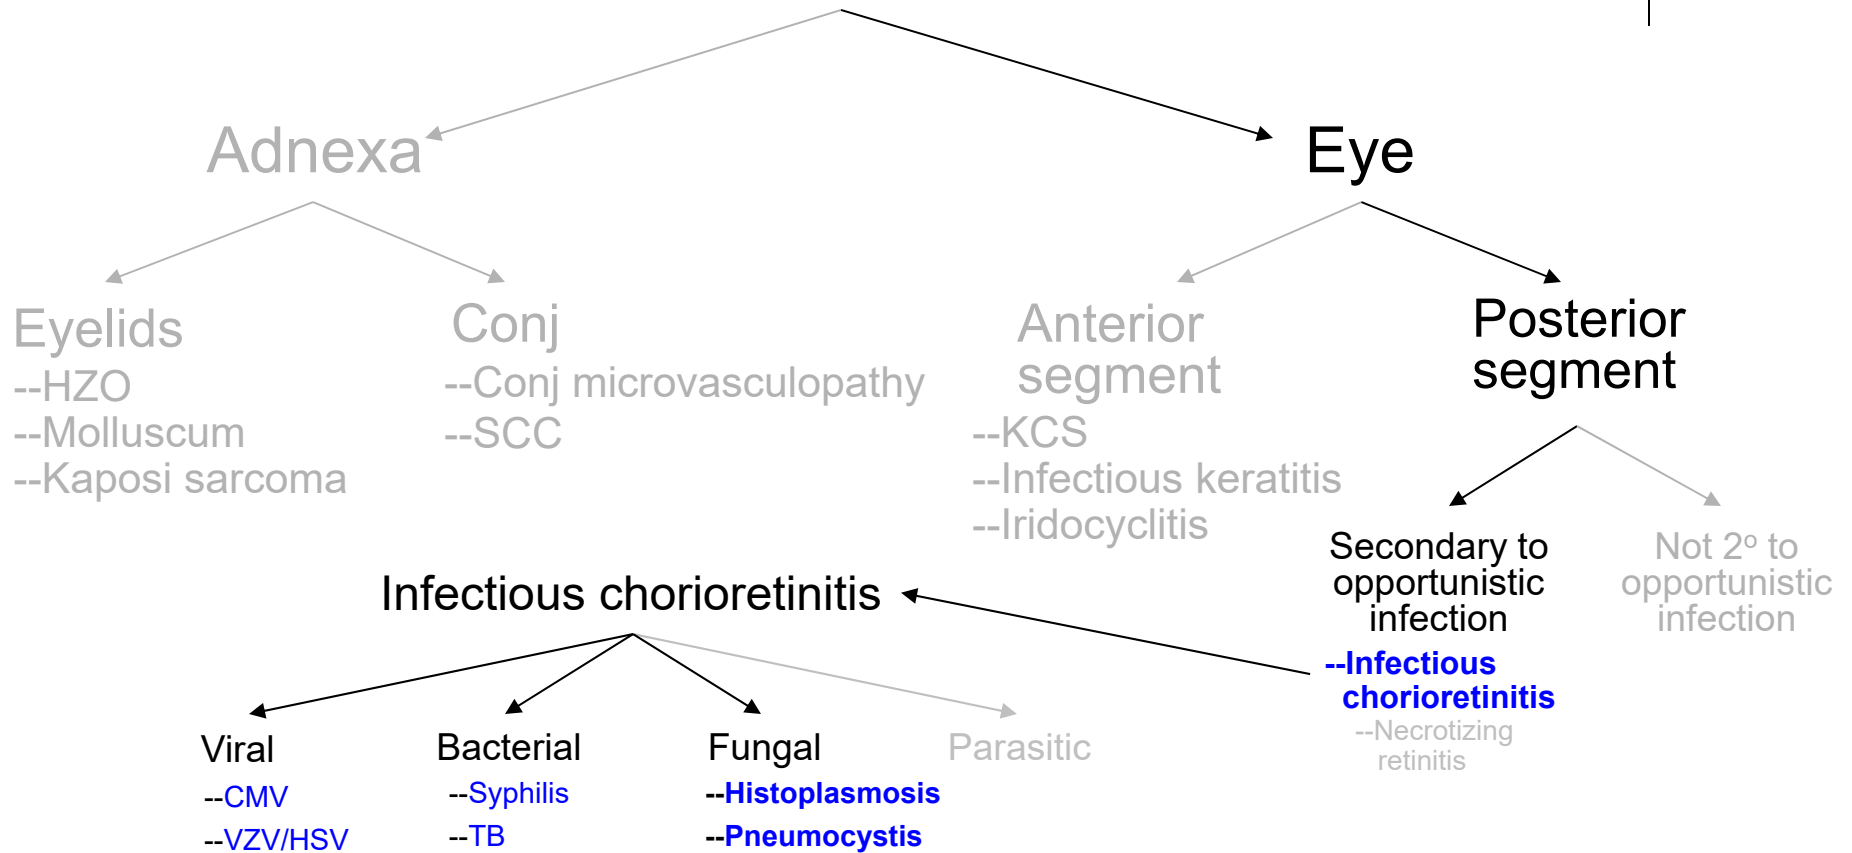 Adnexa
Eye
Eyelids
--HZO
--Molluscum
--Kaposi sarcoma
Conj
--Conj microvasculopathy
--SCC
Anterior
segment
--KCS
--Infectious keratitis
--Iridocyclitis
Posterior
segment
Secondary to
opportunistic
infection
--Infectious
chorioretinitis
--Necrotizing
retinitis
Not 2º to
opportunistic
infection
Infectious chorioretinitis
Viral
--CMV
--VZV/HSV
Bacterial
--Syphilis
--TB
Fungal
--Histoplasmosis
--Pneumocystis
Parasitic